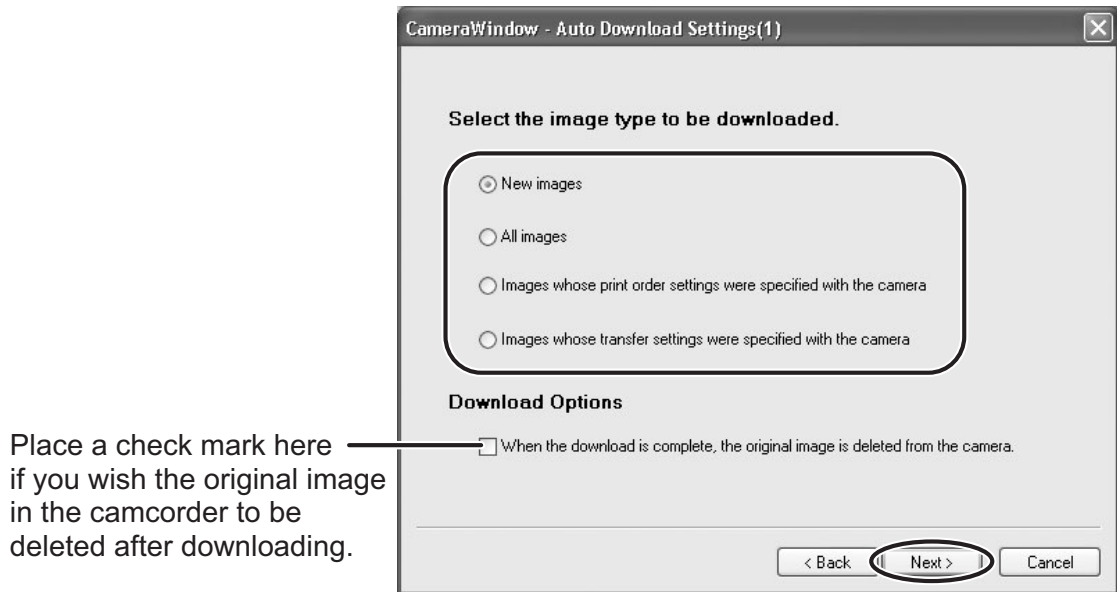 CameraWindow - Auto Download Settings(1)
Select the image type to be downloaded.
New images
All images
Images whose print order settings were specified with the camera
Images whose transfer settings were specified with the camera
Download Options
Place a check mark here
if you wish the original image
in the camcorder to be
deleted after downloading.
When the download is complete, the original image is deleted from the camera.
< Back
Next >
Cancel